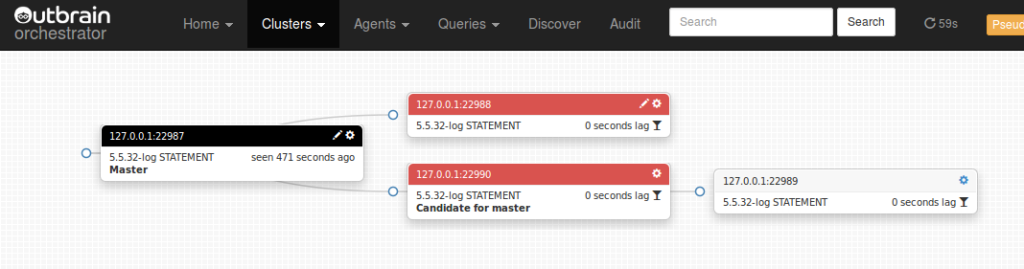 Outbrain
orchestrator
Home Clusters Agents Queries Discover Audit Search Search 59s Pseud
127.0.0.1:22987
5.5.32-log STATEMENT seen 471 seconds ago
Master
127.0.0.1:22988
5.5.32-log STATEMENT 0 seconds lag
127.0.0.1:22990
5.5.32-log STATEMENT 0 seconds lag
Candidate for master
127.0.0.1:22989
5.5.32-log STATEMENT 0 seconds lag